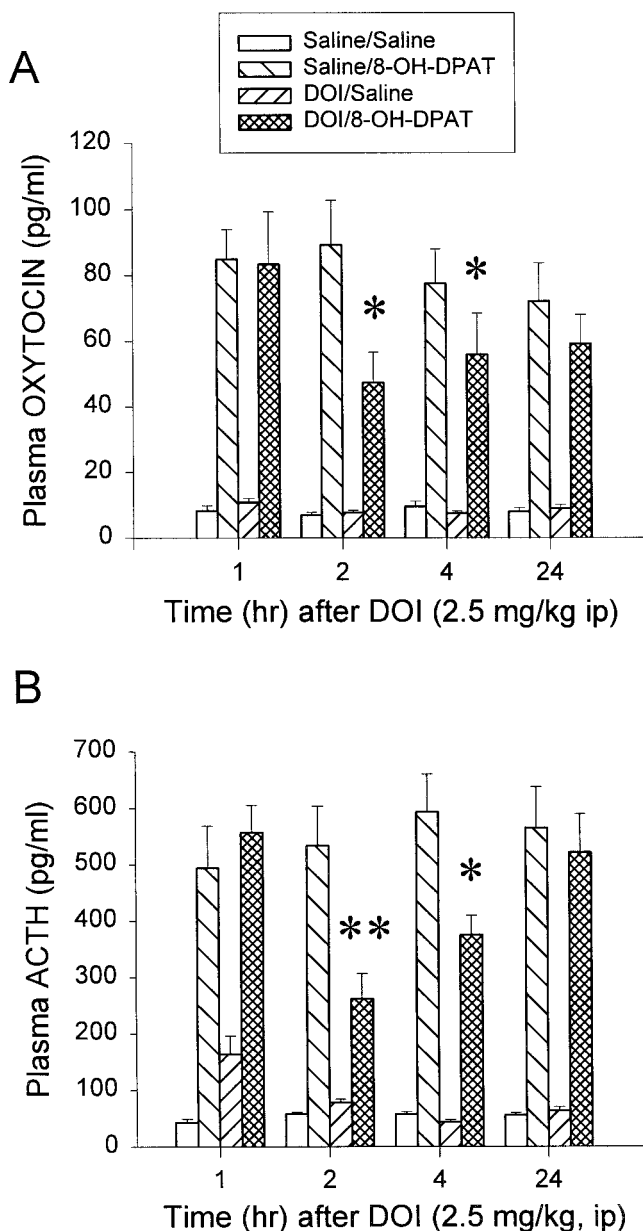 Saline/Saline
Saline/8-OH-DPAT
DOI/Saline
DOI/8-OH-DPAT
A
Plasma OXYTOCIN (pg/ml)
120
100
80
60
40
20
0
*
*
1
2
4
24
Time (hr) after DOI (2.5 mg/kg ip)
B
Plasma ACTH (pg/ml)
700
600
500
400
300
200
100
0
**
*
1
2
4
24
Time (hr) after DOI (2.5 mg/kg, ip)